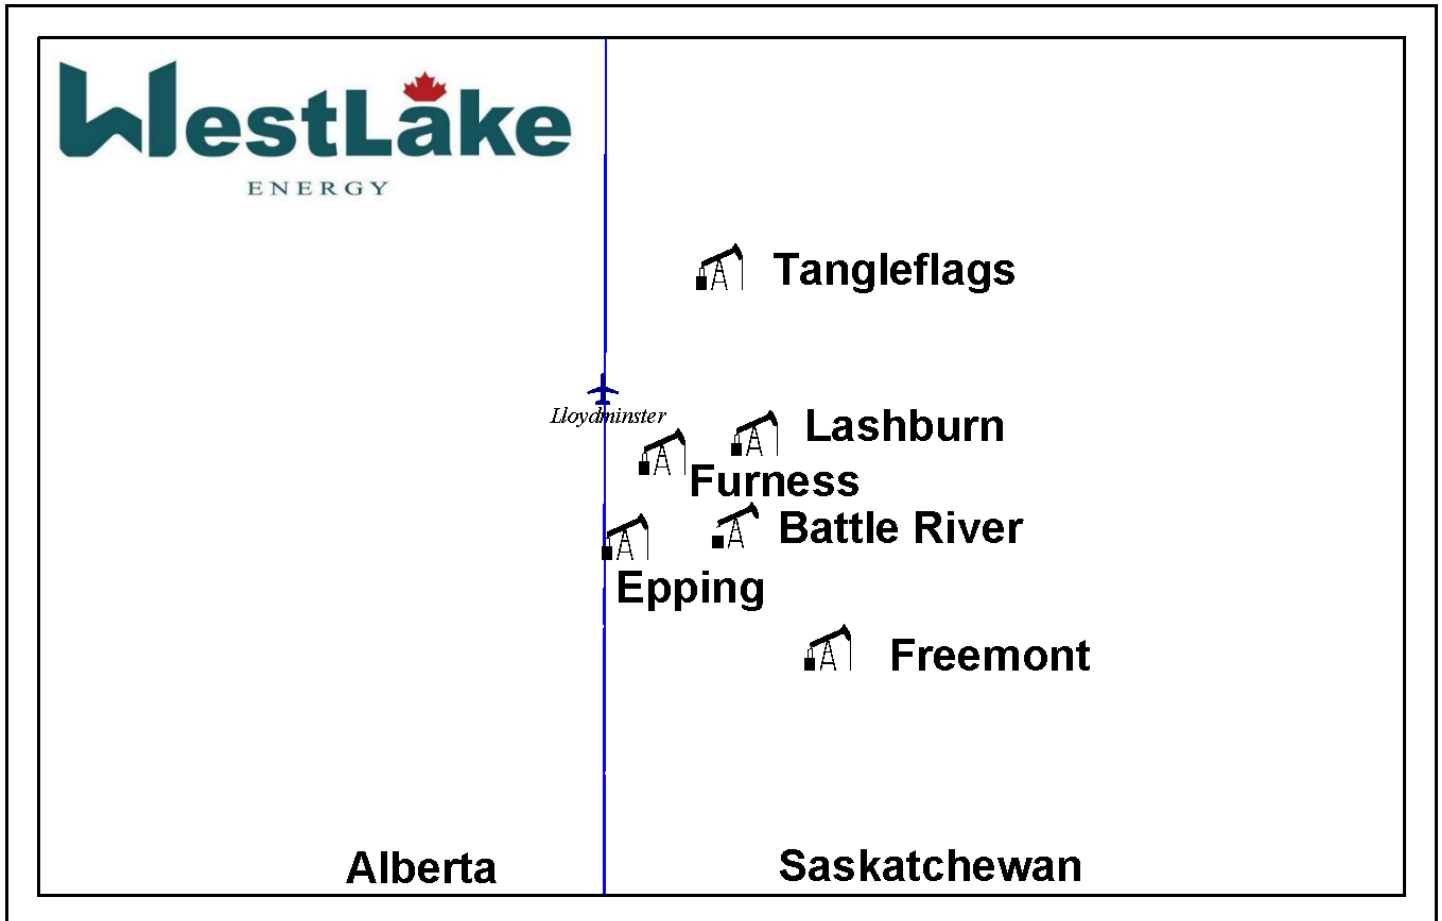 WestLake
ENERGY
Tangleflags
Lloydminster
Lashburn
Furness
Battle River
Epping
Freemont
Alberta
Saskatchewan